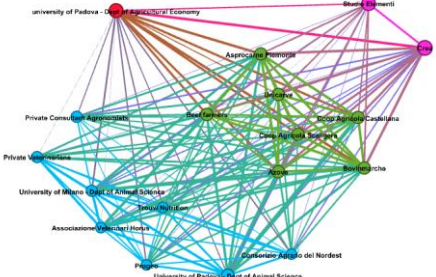 Studio Elementi
university of Padova - Dept of Agricultural Economy
Crea
Asprocarne Piemonte
Unicarve
Beef farmers
Coop Agricola Castellana
Private Consultant Agronomists
Coop Agricola Scaligera
Private Veterinarians
Azove
Bovinmarche
University of Milano - Dept of Animal Science
Trouw Nutrition
Associazione Veterinari Horus
Consorzio Agrario del Nordest
Progeo
University of Padova - Dept of Animal Science